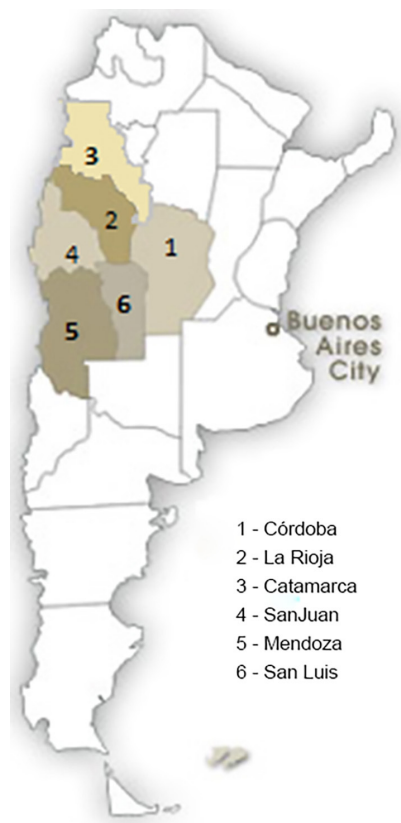 3
2
1
4
6
5
Buenos
Aires
City
1 - Córdoba
2 - La Rioja
3 - Catamarca
4 - SanJuan
5 - Mendoza
6 - San Luis